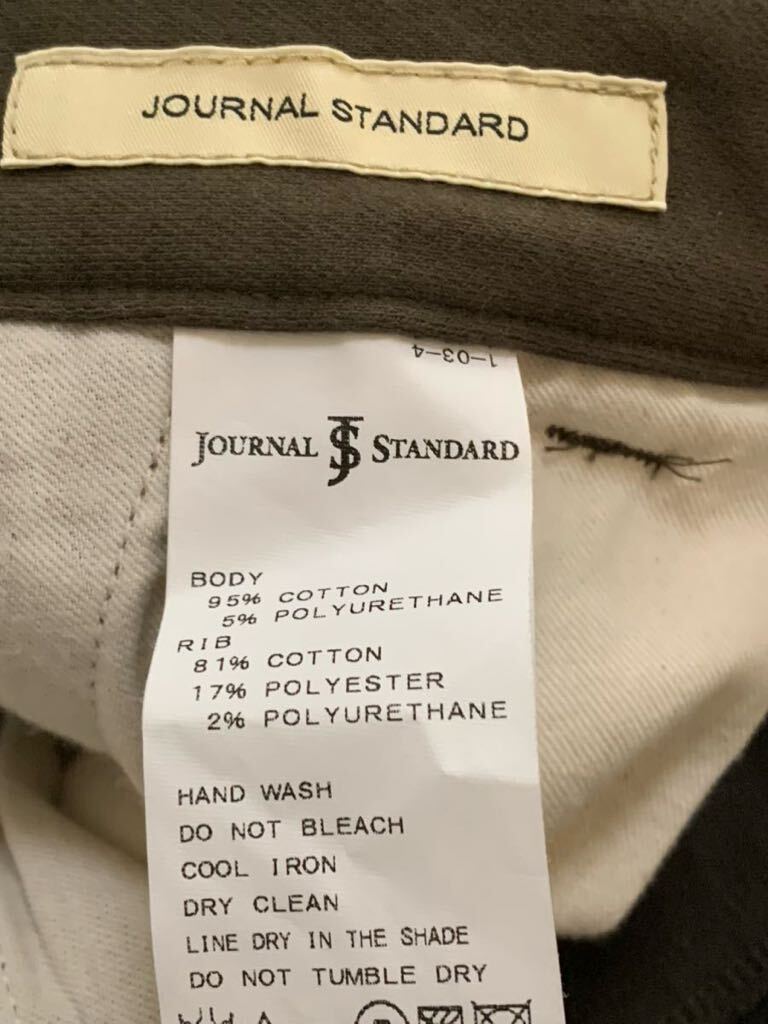 JOURNAL STANDARD
1-03-4
JOURNAL JS STANDARD
BODY
95% COTTON
5% POLYURETHANE
RIB
81% COTTON
17% POLYESTER
2% POLYURETHANE
HAND WASH
DO NOT BLEACH
COOL IRON
DRY CLEAN
LINE DRY IN THE SHADE
DO NOT TUMBLE DRY